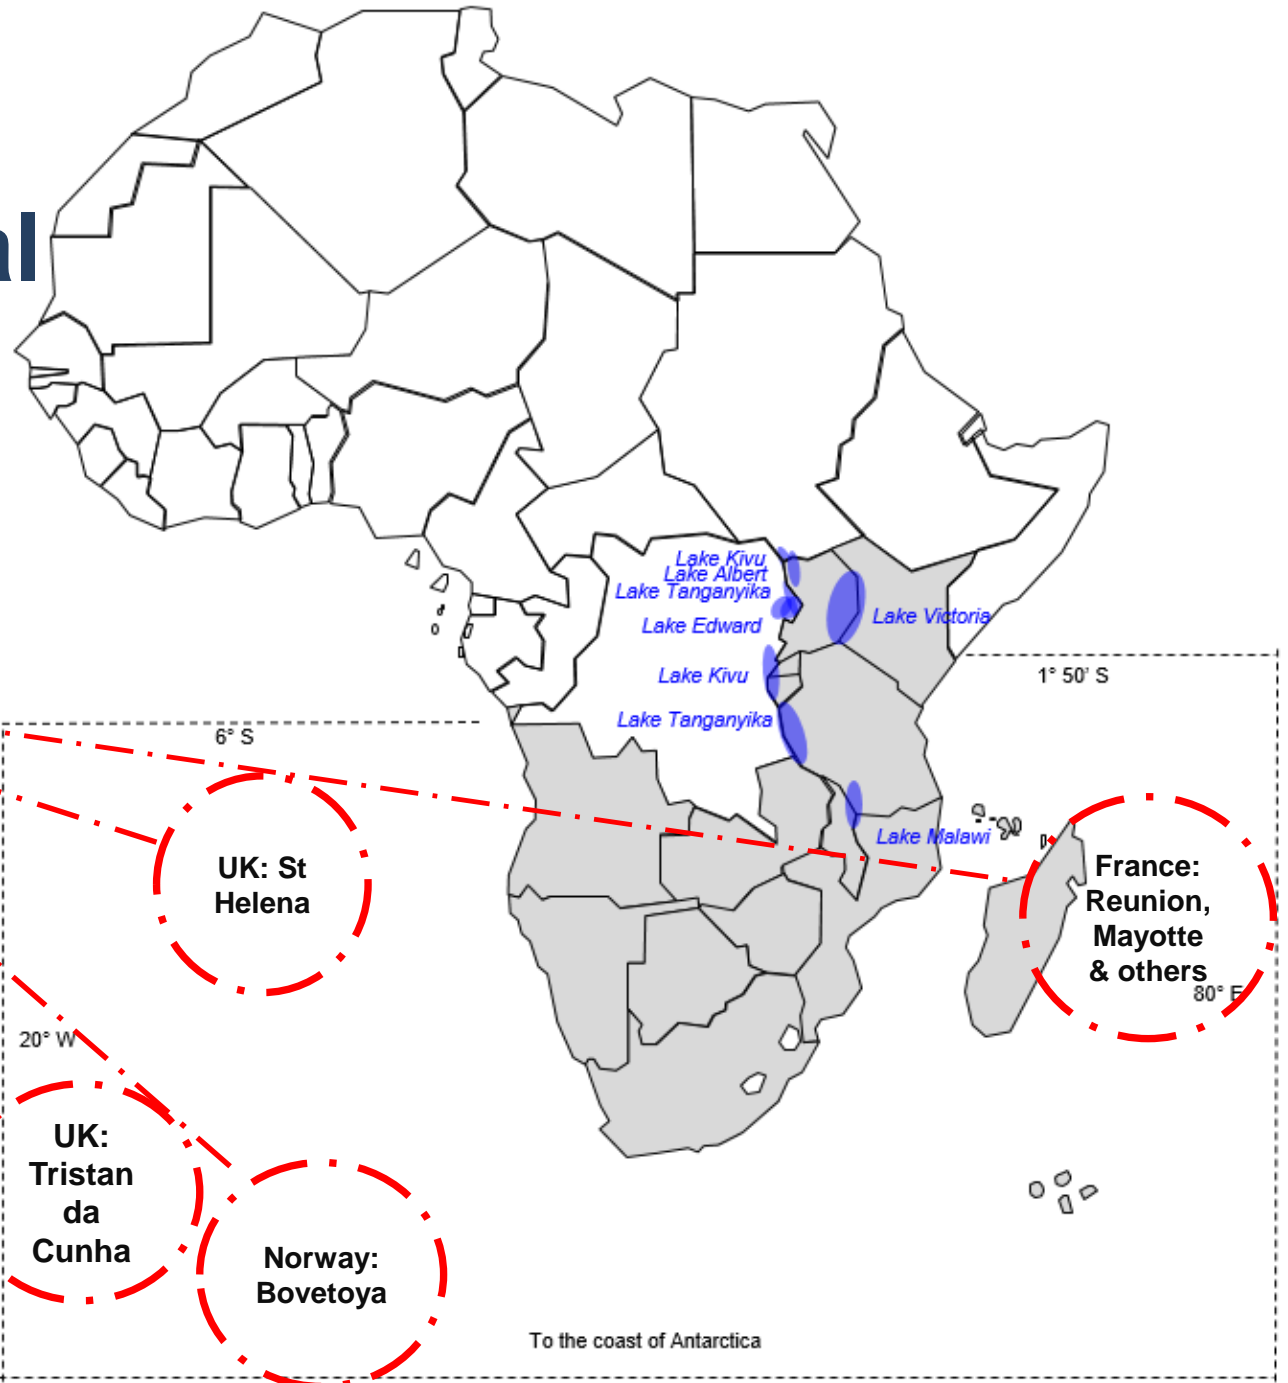 al
Lake Kivu
Lake Albert
Lake Tanganyika
Lake Edward
Lake Victoria
Lake Kivu
1° 50' S
Lake Tanganyika
6° S
Lake Malawi
UK: St
Helena
France:
Reunion,
Mayotte
& others
80° E
20° W
UK:
Tristan
da
Cunha
Norway:
Bovetoya
To the coast of Antarctica